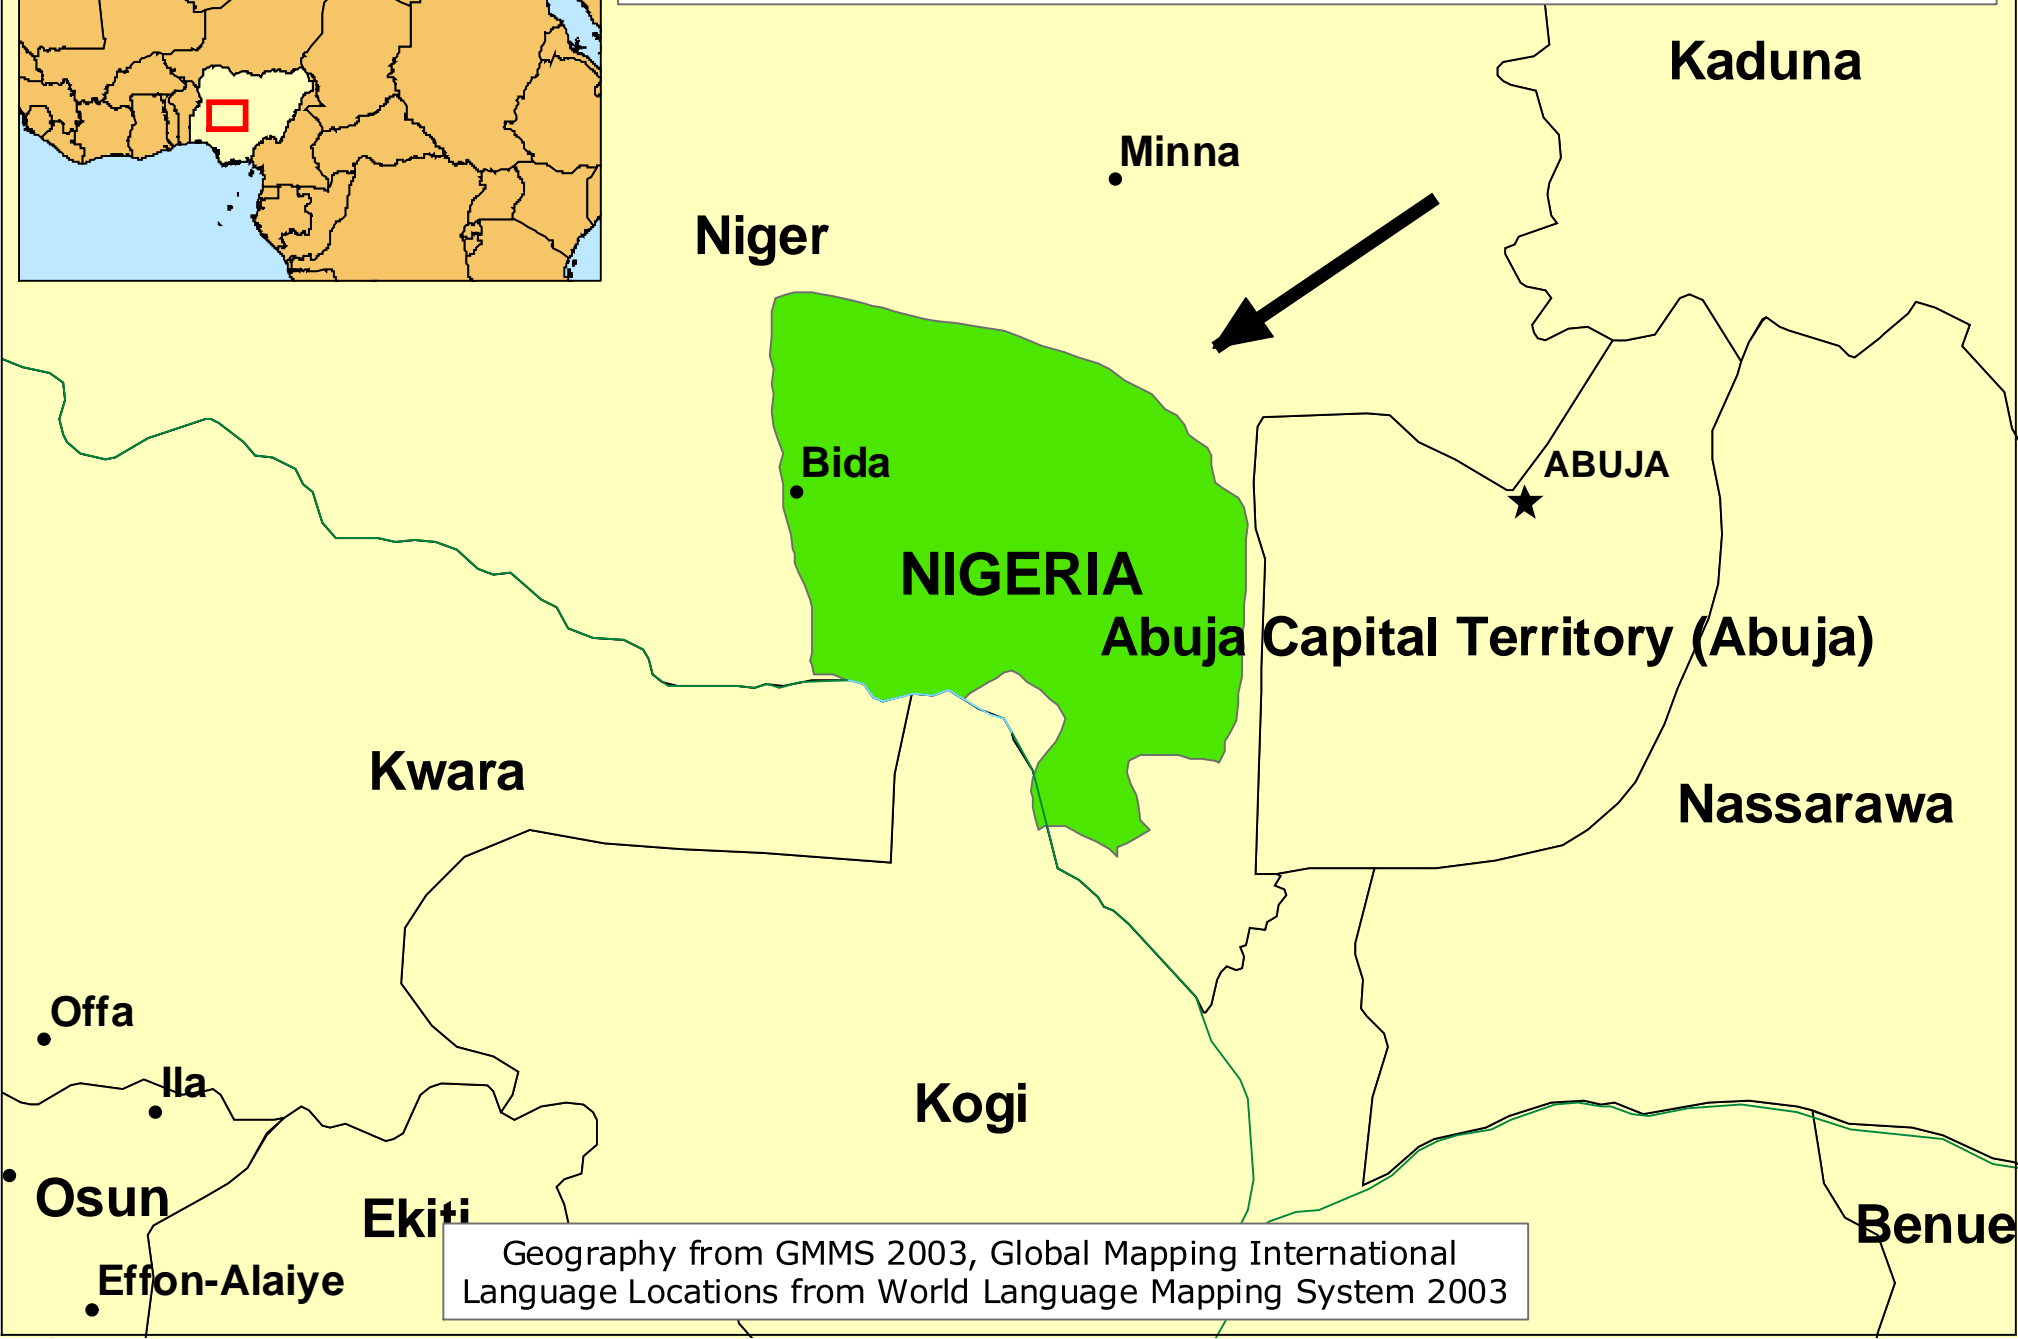 Kaduna
Minna
Niger
Bida
ABUJA
NIGERIA
Abuja Capital Territory (Abuja)
Kwara
Nassarawa
Offa
Ila
Kogi
Osun
Ekiti
Benue
Effon-Alaiye
Geography from GMMS 2003, Global Mapping International
Language Locations from World Language Mapping System 2003